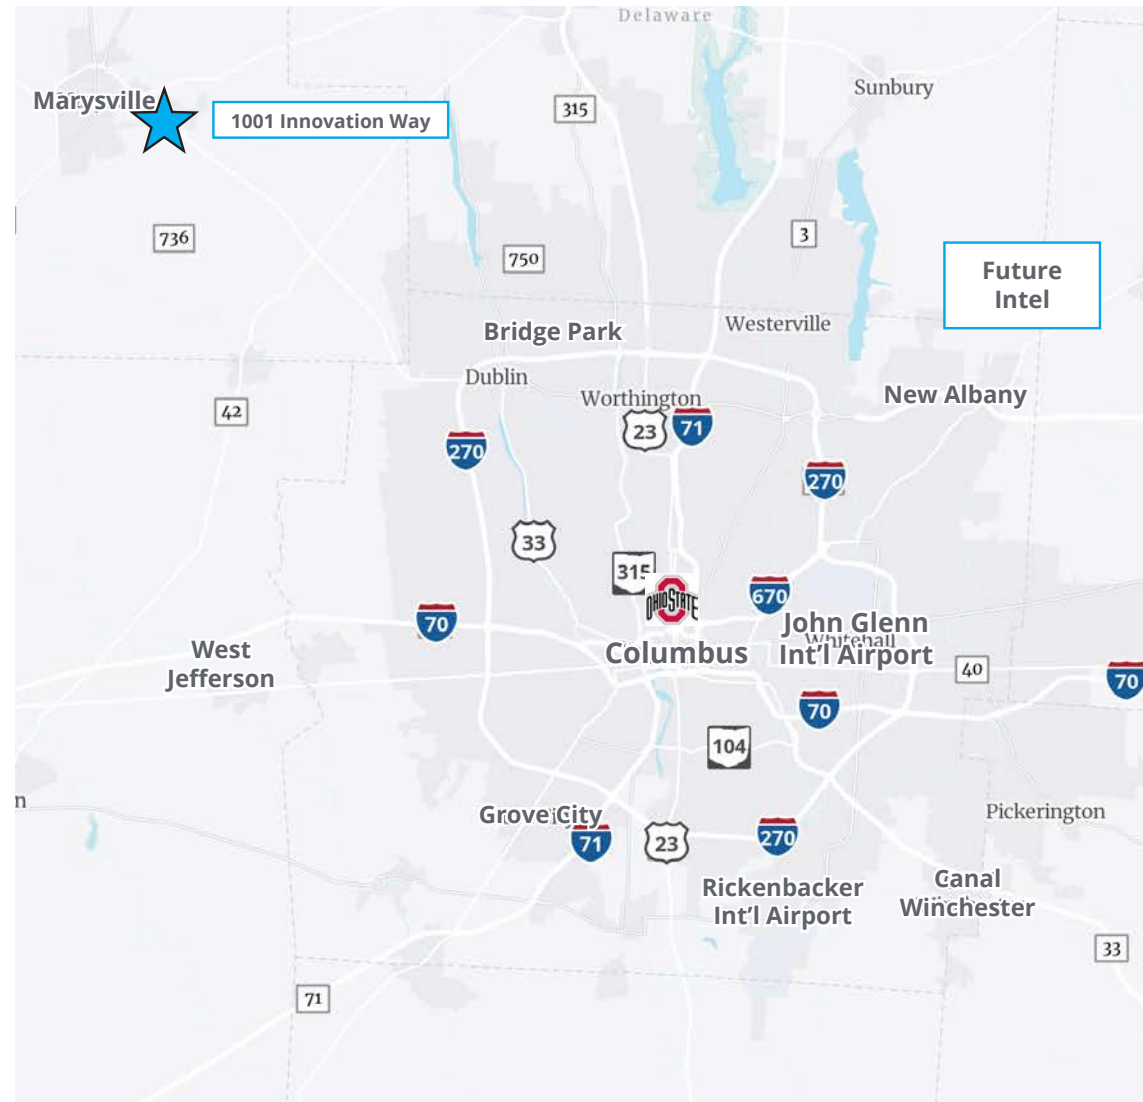 Delaware
Sunbury
Marysville
1001 Innovation Way
315
736
3
750
Future
Intel
Bridge Park
Westerville
Dublin
New Albany
Worthington
42
23
71
270
270
33
315
OHIO STATE
670
70
John Glenn
Int'l Airport
Whitehall
West
Jefferson
Columbus
40
70
70
104
n
Grove City
Pickerington
71
23
270
Rickenbacker
Int'l Airport
Canal
Winchester
33
71